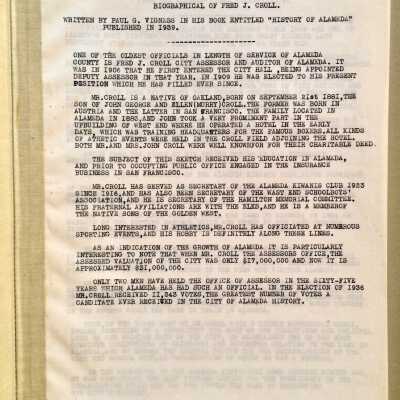 BIOGRAPHICAL OF FRED J. CROLL.
WRITTEN BY PAUL G. VIGNESS IN HIS BOOK ENTITLED "HISTORY OF ALAMEDA"
PUBLISHED IN 1939.
ONE OF THE OLDEST OFFICIALS IN LENGTH OF SERVICE OF ALAMEDA
COUNTY IS FRED J. CROLL CITY ASSESSOR AND AUDITOR OF ALAMEDA. IT
WAS IN 1906 THAT HE FIRST ENTERED THE CITY HALL ,BEING APPOINTED
DEPUTY ASSESSOR IN THAT YEAR. IN 1909 HE WAS ELECTED TO HIS PRESENT
POSITION WHICH HE HAS FILLED EVER SINCE.
MR.CROLL IS A NATIVE OF OAKLAND,BORN ON SEPTEMBER 21st 1881,THE
SON OF JOHN GEORGE AND ELLEN(MURRY)CROLL.THE FORMER WAS BORN IN
AUSTRIA AND THE LATTER IN SAN FRANCISCO. THE FAMILY LOCATED IN
ALAMEDA IN 1883,AND JOHN TOOK A VERY PROMINENT PART IN THE
UPBUILDING OF WEST END WHERE HE OPERATED A HOTEL IN THE EARLY
DAYS, WHICH WAS TRAINING HEADQUARTERS FOR THE FAMOUS BOXERS,ALL KINDS
OF ATHETIC EVENTS WERE HELD IN THE CROLL FIELD ADJOINING THE HOTEL.
BOTH MR.AND MRS.JOHN CROLL WERE WELL KNOWNFOR FOR THEIR CHARITABLE DEED
THE SUBJECT OF THIS SKETCH RECEIVED HIS EDUCATION IN ALAMEDA,
AND PRIOR TO OCCUPTING PUBLIC OFFICE ENGAGED IN THE INSURANCE
BUSINESS IN SAN FRANCISCO.
MR.CROLL HAS SERVED AS SECRETARY OF THE ALAMEDA KIWANIS CLUB 1923
SINCE 1916,AND HAS ALSO BEEN SECRETARY OF THE WAST END SCHOOLBOYS'
ASSOCIATION,AND HE IS SECRETARY OF THE HAMILTON MEMORIAL COMMITTEE.
HIS FRATERNAL AFFILIATIONS ARE WITH THE ELKS,AND HE IS A MEMBEROF
THE NATIVE SONS OF THE GOLDEN WEST.
LONG INTERESTED IN ATHLETICS,MR.CROLL HAS OFFICIATED AT NUMEROUS
SPORTING EVENTS,AND HIS HOBBY IS DEFINITELY ALONG THESE LINES.
AS AN INDICATION OF THE GROWTH OF ALAMEDA IT IS PARTICULARLY
INTERESTING TO NOTE THAT WHEN MR. CROLL THE ASSESSORS OFFICE,THE
ASSESSED VALUATION OF THE CITY WAS ONLY $17,000,000 AND NOW IT IS
APPROXIMATELY $31,000,000.
ONLY TWO MEN HAVE HELD THE OFFICE OF ASSESSOR IN THE SIXTY-FIVE
YEARS WHICH ALAMEDA HAS HAD SUCH AN OFFICIAL. IN THE ELECTION OF 1936
MR.CROLL RECEIVED 11,343 VOTES,THE GREATEST NUMBER OF VOTES A
CANDITATE EVER RECEIVED IN THE CITY OF ALAMEDA HISTORY.